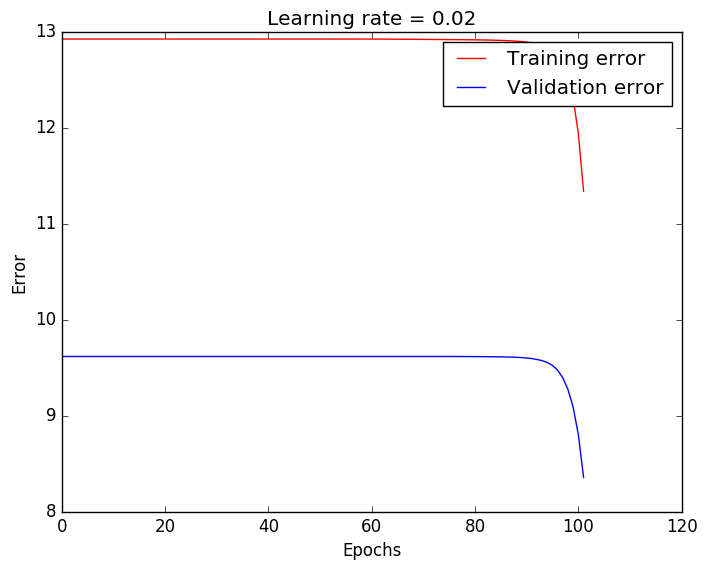 Learning rate = 0.02
13
12
11
10
9
8
Error
Training error
Validation error
0 20 40 60 80 100 120
Epochs